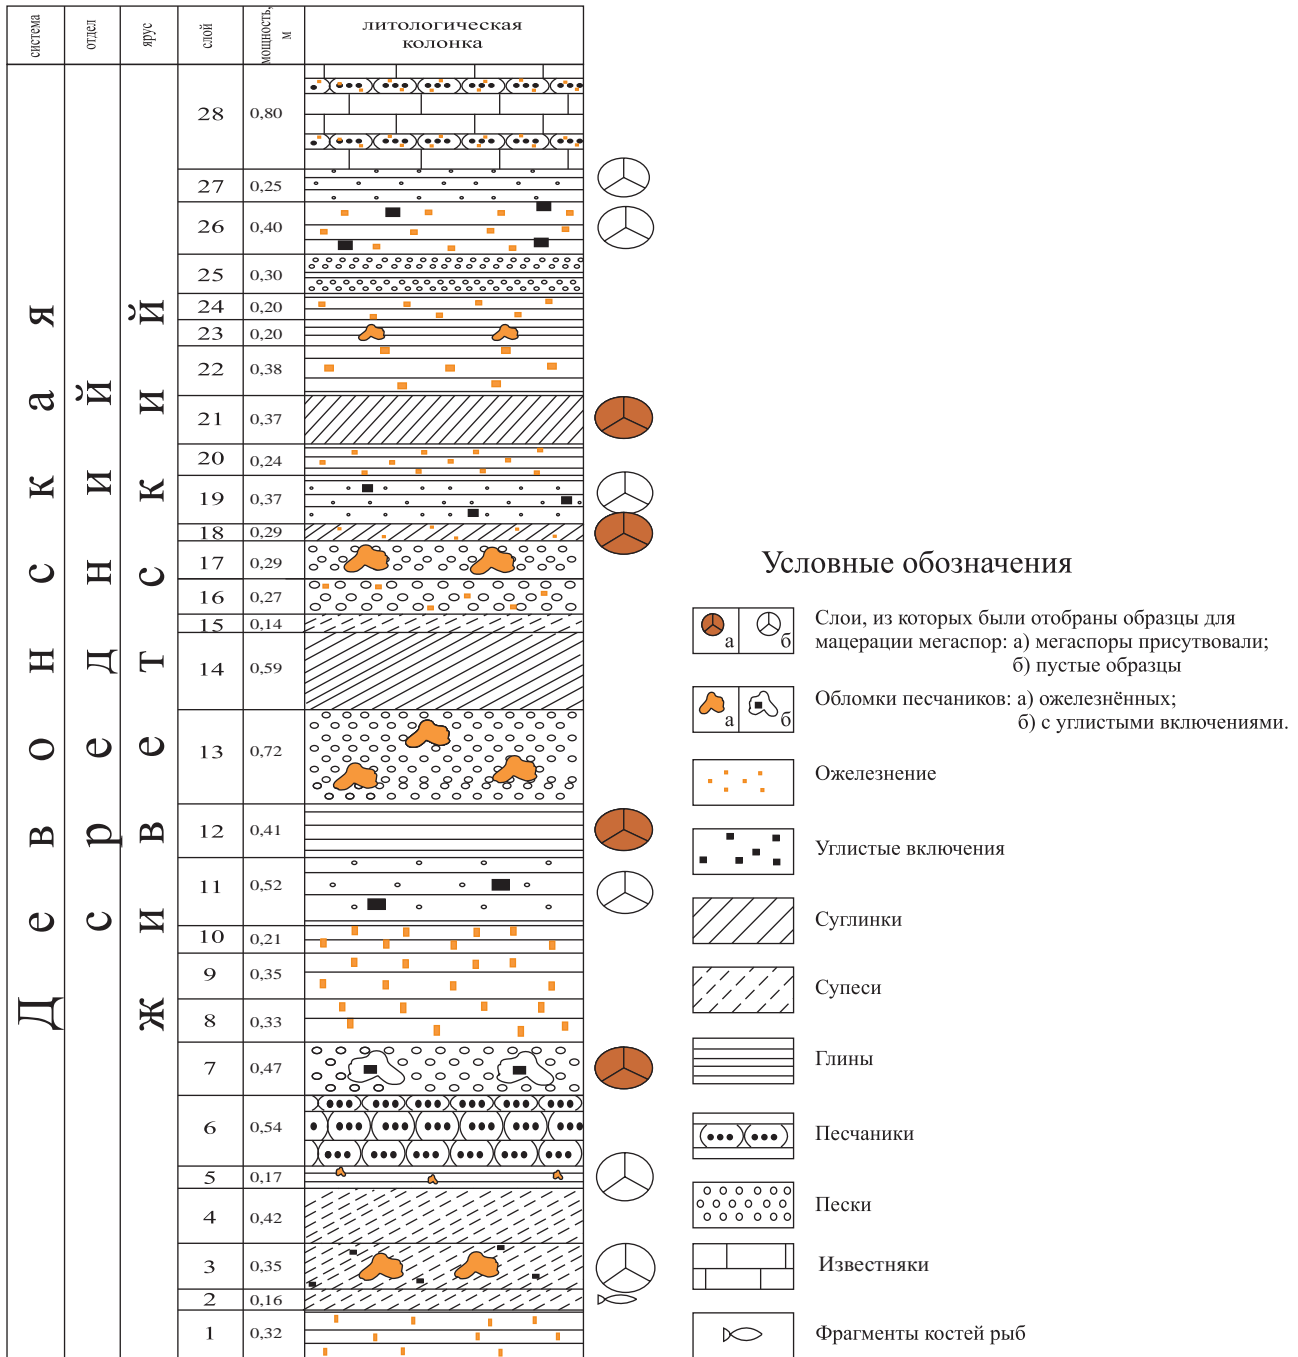 система
отдел
ярус
слой
мощность, м
литологическая
колонка
Девонская
средний
живетский
28 0,80
27 0,25
26 0,40
25 0,30
24 0,20
23 0,20
22 0,38
21 0,37
20 0,24
19 0,37
18 0,29
17 0,29
16 0,27
15 0,14
14 0,59
13 0,72
12 0,41
11 0,52
10 0,21
9 0,35
8 0,33
7 0,47
6 0,54
5 0,17
4 0,42
3 0,35
2 0,16
1 0,32
Условные обозначения
а б
Слои, из которых были отобраны образцы для
мацерации мегаспор: а) мегаспоры присутвовали;
б) пустые образцы
а б
Обломки песчаников: а) ожелезнённых;
б) с углистыми включениями.
Ожелезнение
Углистые включения
Суглинки
Супеси
Глины
Песчаники
Пески
Известняки
Фрагменты костей рыб